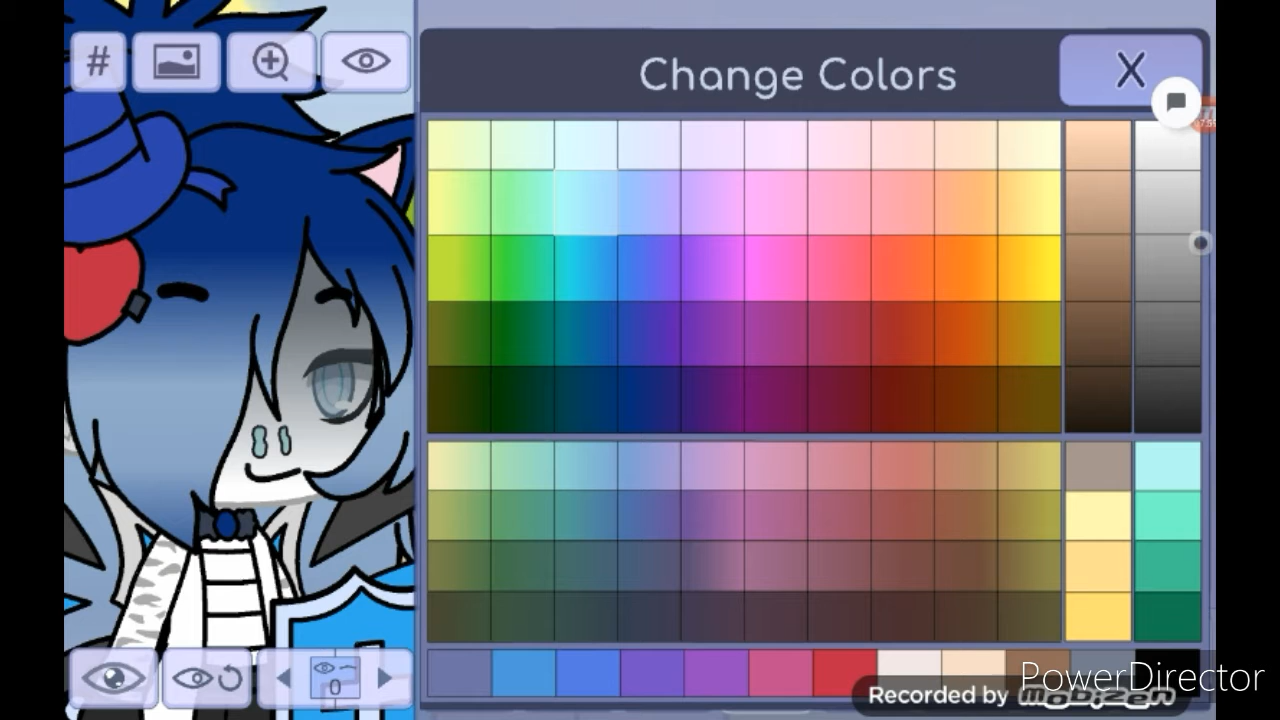 #
Change Colors
X
0
PowerDirector
Recorded by
MOBIZEN